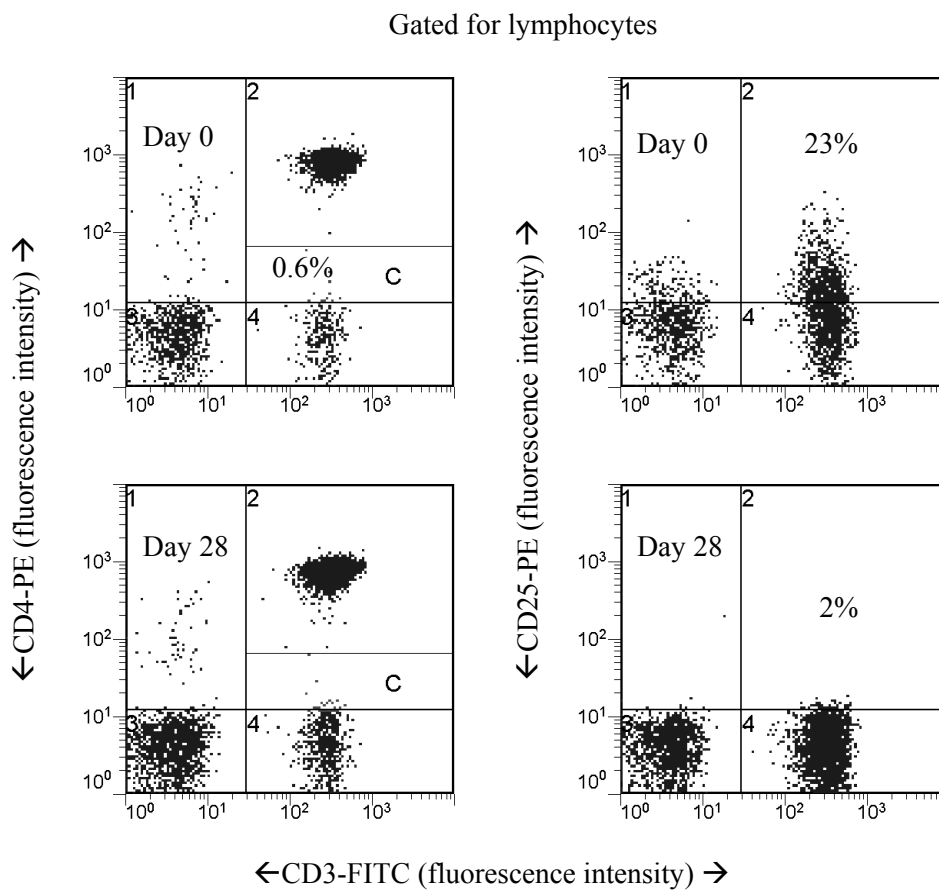 Gated for lymphocytes
1 2
Day 0
10³
10²
0.6% C
10¹
3 4
10⁰
10⁰ 10¹ 10² 10³
1 2
Day 0 23%
10³
10²
10¹
3 4
10⁰
10⁰ 10¹ 10² 10³
←CD4-PE (fluorescence intensity) →
←CD25-PE (fluorescence intensity) →
1 2
Day 28
10³
10²
C
10¹
3 4
10⁰
10⁰ 10¹ 10² 10³
1 2
Day 28
10³
2%
10²
10¹
3 4
10⁰
10⁰ 10¹ 10² 10³
←CD3-FITC (fluorescence intensity) →